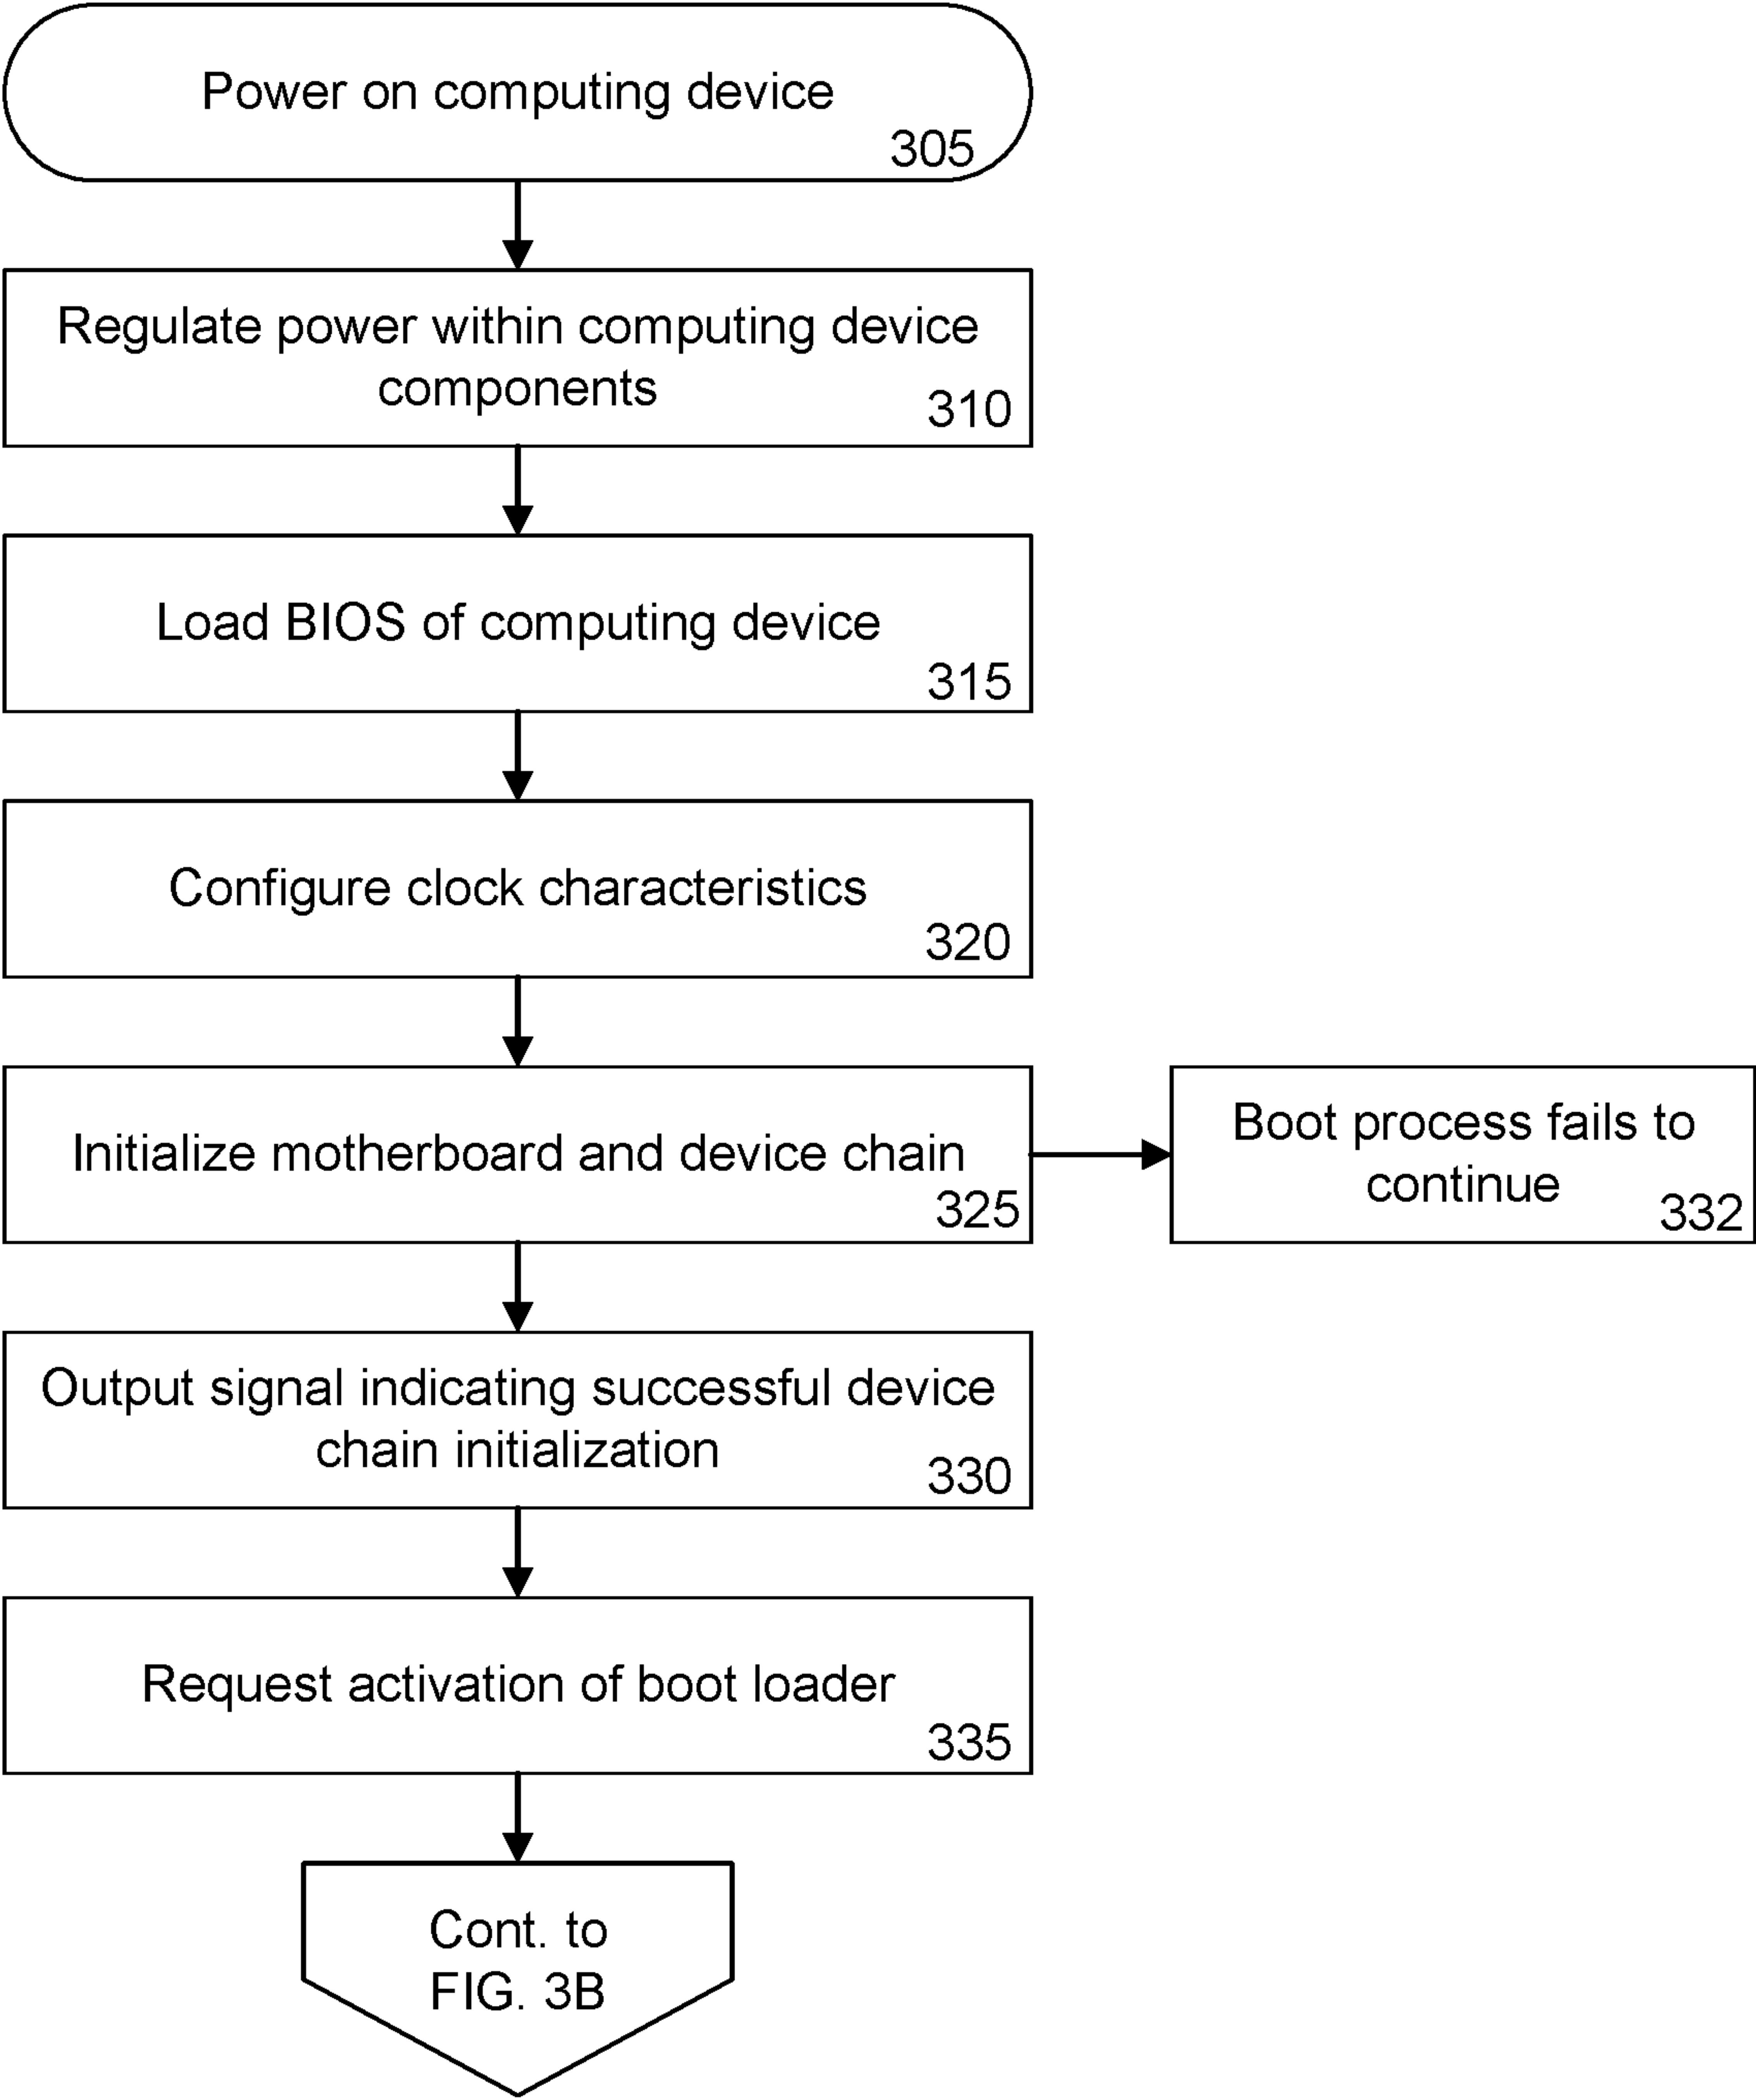 Power on computing device
305
Regulate power within computing device
components
310
Load BIOS of computing device
315
Configure clock characteristics
320
Initialize motherboard and device chain
325
Boot process fails to
continue
332
Output signal indicating successful device
chain initialization
330
Request activation of boot loader
335
Cont. to
FIG. 3B